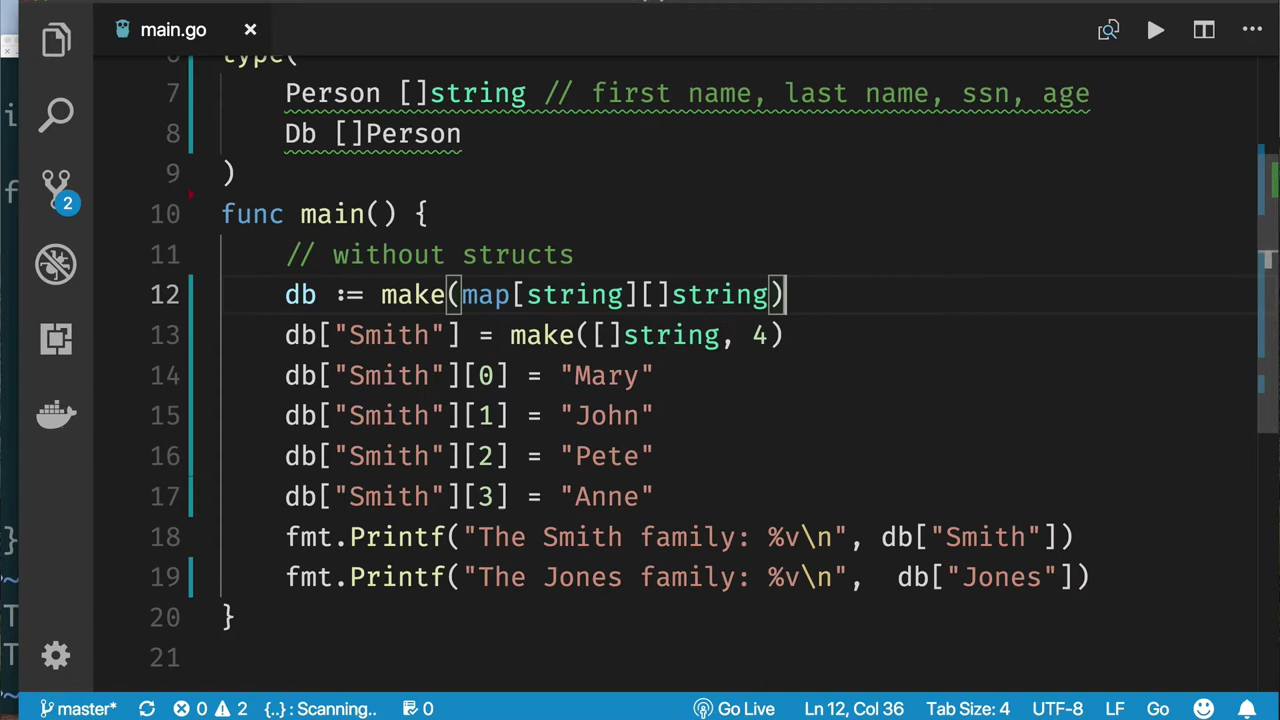 main.go
type(
7 Person []string // first name, last name, ssn, age
8 Db []Person
9 )
10 func main() {
11 // without structs
12 db := make(map[string][]string)
13 db["Smith"] = make([]string, 4)
14 db["Smith"][0] = "Mary"
15 db["Smith"][1] = "John"
16 db["Smith"][2] = "Pete"
17 db["Smith"][3] = "Anne"
18 fmt.Printf("The Smith family: %v\n", db["Smith"])
19 fmt.Printf("The Jones family: %v\n",  db["Jones"])
20 }
21
2
master* 0 2 {..} : Scanning.. 0 Go Live Ln 12, Col 36 Tab Size: 4 UTF-8 LF Go